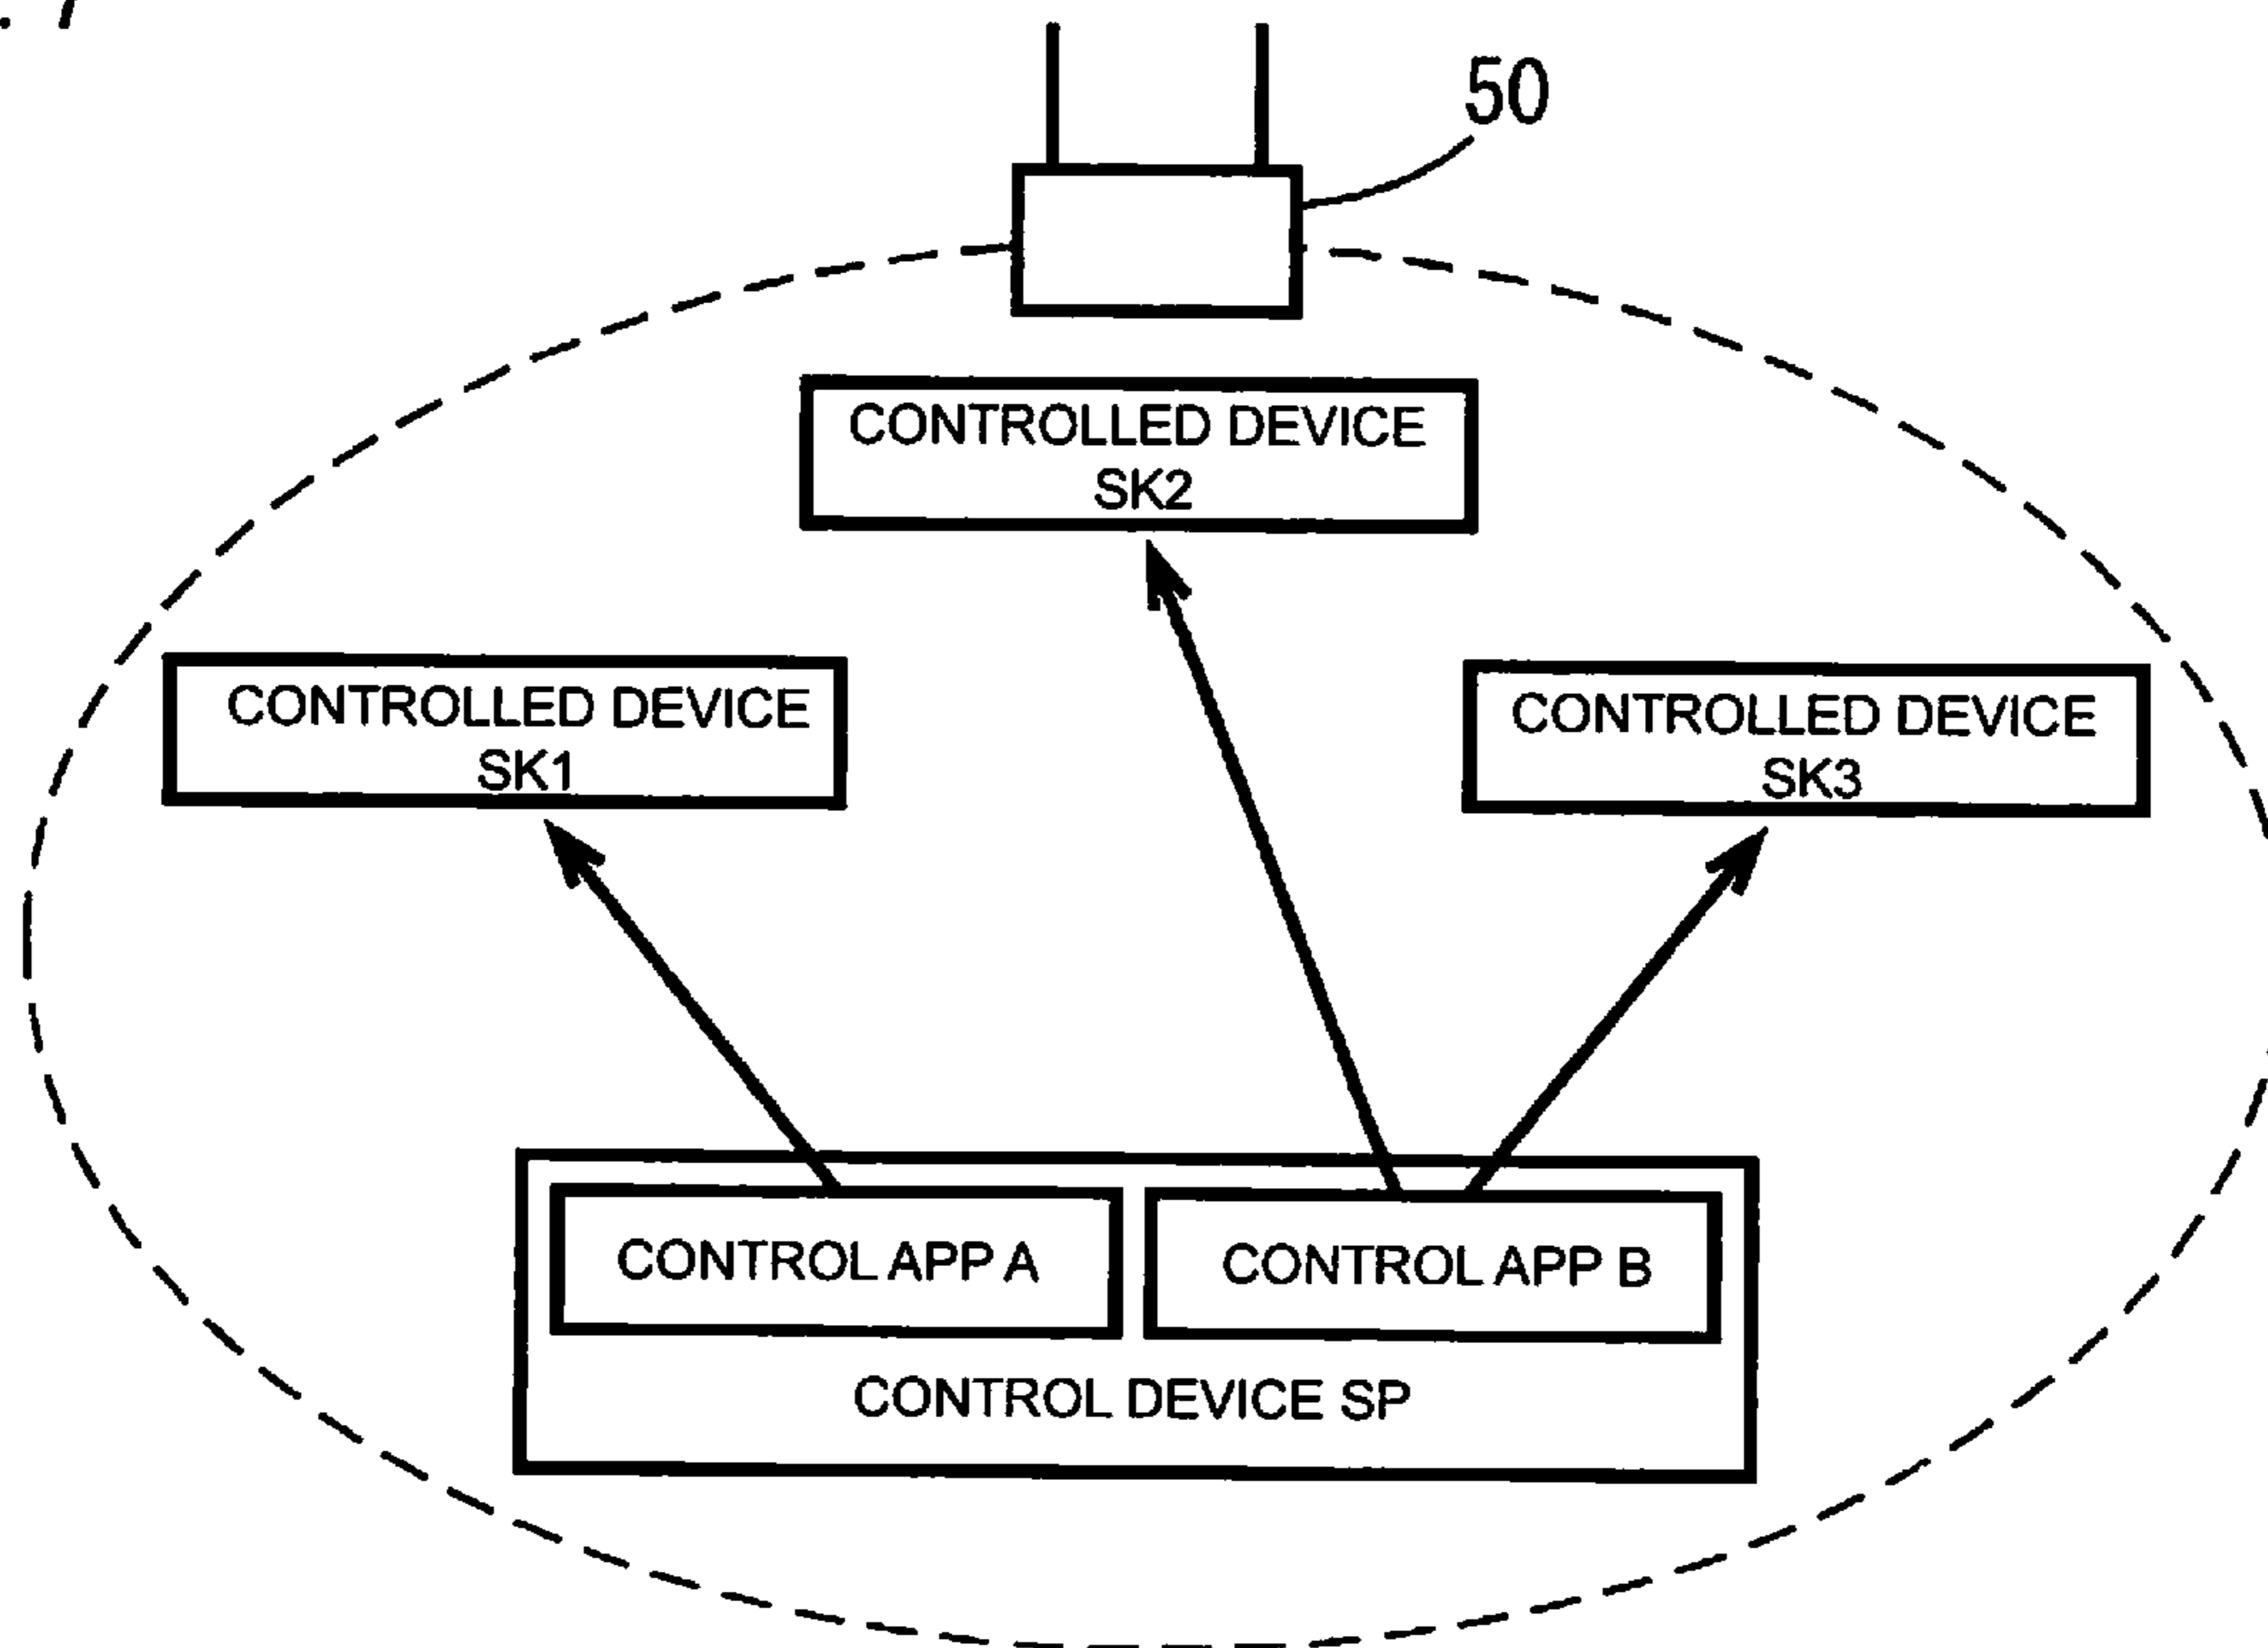 50
CONTROLLED DEVICE
SK2
CONTROLLED DEVICE
SK1
CONTROLLED DEVICE
SK3
CONTROL APP A
CONTROL APP B
CONTROL DEVICE SP